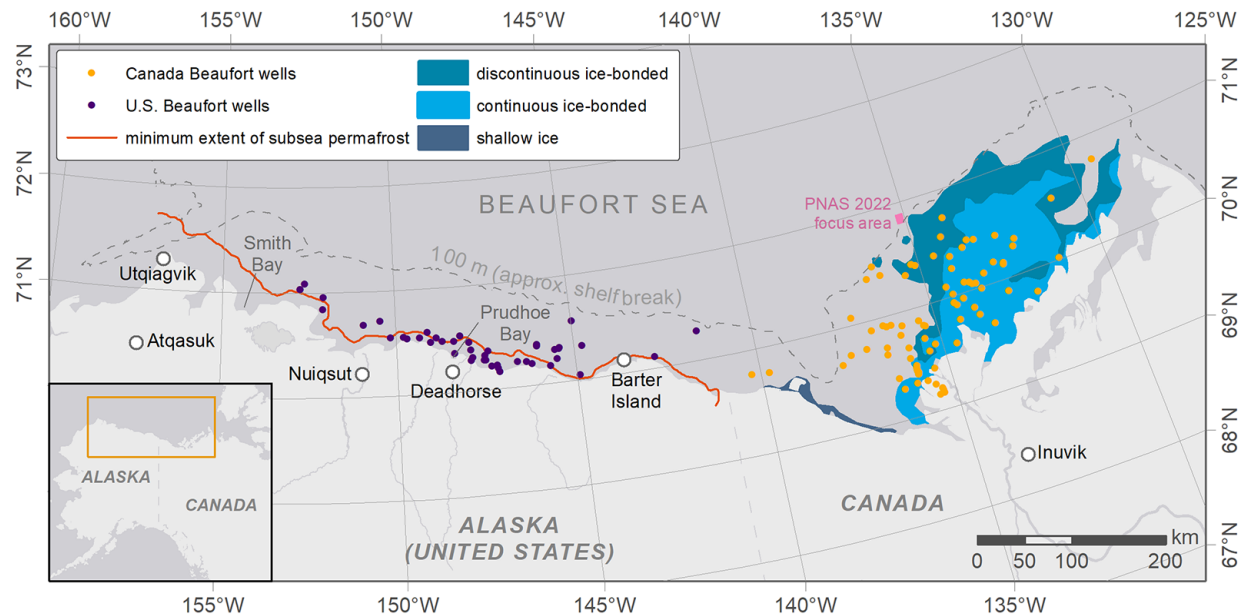 160°W 155°W 150°W 145°W 140°W 135°W 130°W 125°W
73°N
72°N
71°N
71°N
70°N
69°N
68°N
67°N
Canada Beaufort wells
U.S. Beaufort wells
minimum extent of subsea permafrost
discontinuous ice-bonded
continuous ice-bonded
shallow ice
BEAUFORT SEA
PNAS 2022
focus area
100 m (approx. shelf break)
Smith
Bay
Utqiagvik
Prudhoe
Bay
Atqasuk
Nuiqsut
Deadhorse
Barter
Island
Inuvik
ALASKA
CANADA
ALASKA
(UNITED STATES)
CANADA
km
0 50 100 200
155°W 150°W 145°W 140°W 135°W